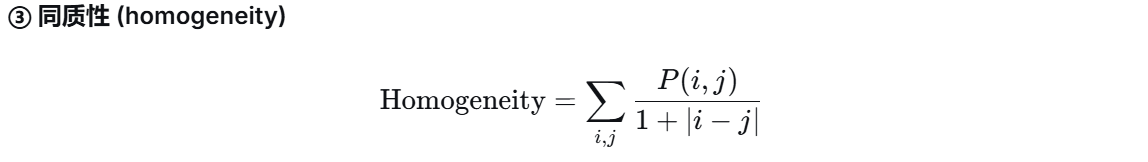 ③ 同质性 (homogeneity)
Homogeneity = ∑_{i,j} P(i, j) / (1 + |i − j|)